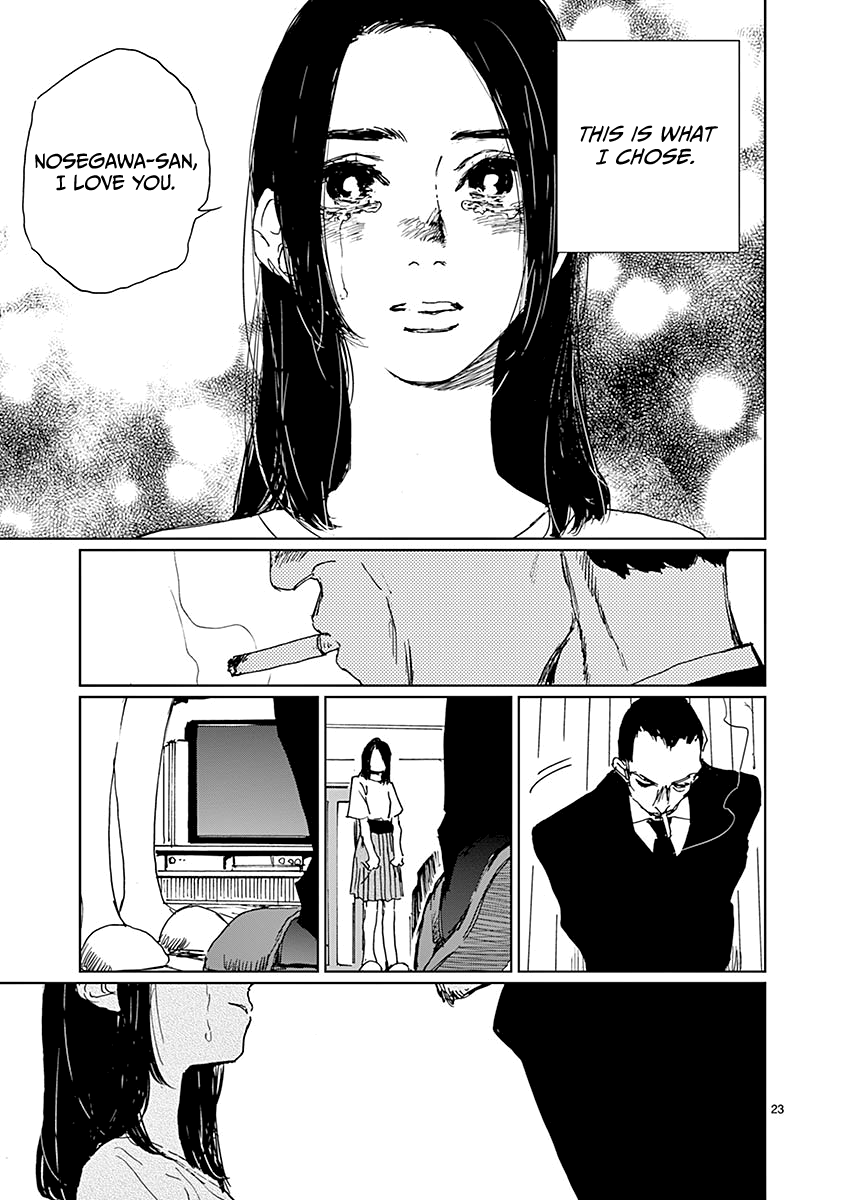 THIS IS WHAT
I CHOSE.
NOSEGAWA-SAN,
I LOVE YOU.
23